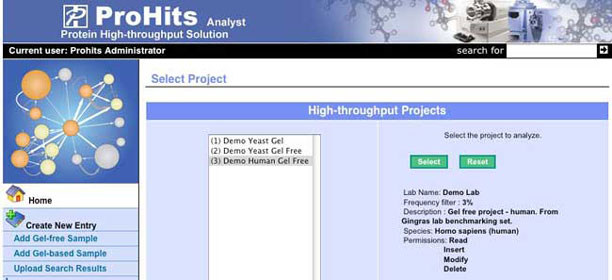 ProHits Analyst
Protein High-throughput Solution
Current user: Prohits Administrator
search for
Select Project
High-throughput Projects
(1) Demo Yeast Gel
(2) Demo Yeast Gel Free
(3) Demo Human Gel Free
Select the project to analyze.
Select Reset
Lab Name: Demo Lab
Frequency filter : 3%
Description : Gel free project - human. From
Gingras lab benchmarking set.
Species: Homo sapiens (human)
Permissions: Read
Insert
Modify
Delete
Home
Create New Entry
Add Gel-free Sample
Add Gel-based Sample
Upload Search Results